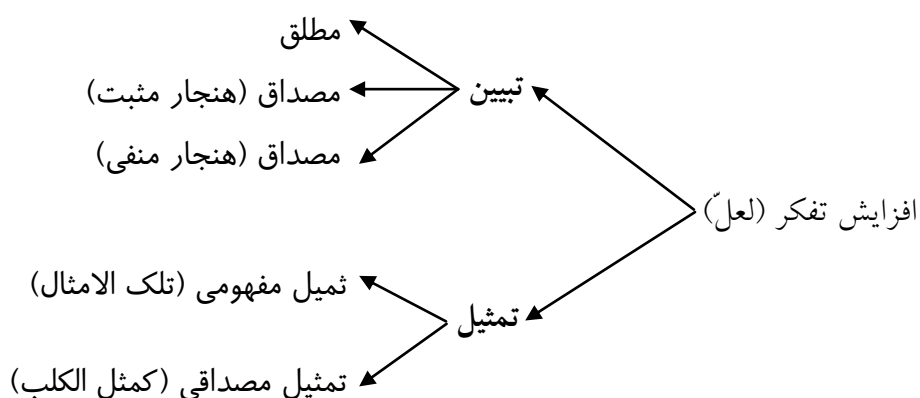 افزایش تفکر (لعلّ)
تبیین
مطلق
مصداق (هنجار مثبت)
مصداق (هنجار منفی)
تمثیل
ثمیل مفهومی (تلک الامثال)
تمثیل مصداقی (کمثل الکلب)